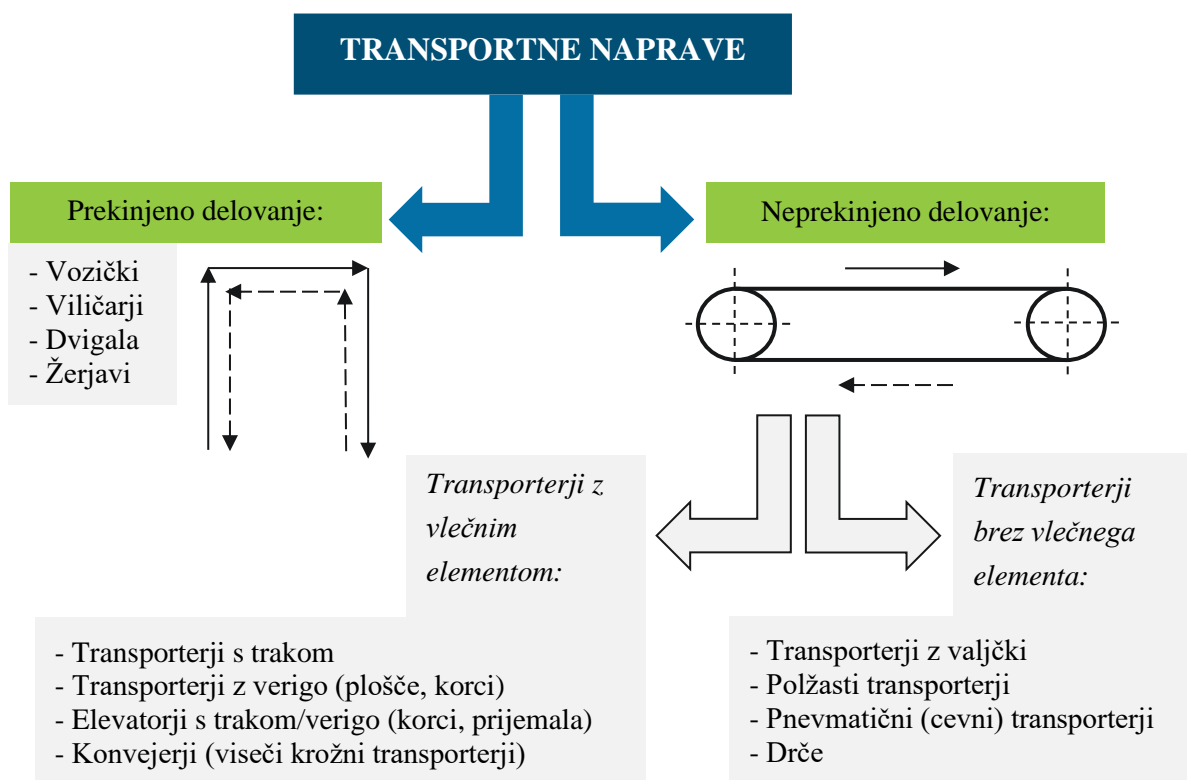 TRANSPORTNE NAPRAVE
Prekinjeno delovanje:
- Vozički
- Viličarji
- Dvigala
- Žerjavi
Neprekinjeno delovanje:
Transporterji z
vlečnim
elementom:
- Transporterji s trakom
- Transporterji z verigo (plošče, korci)
- Elevatorji s trakom/verigo (korci, prijemala)
- Konvejerji (viseči krožni transporterji)
Transporterji
brez vlečnega
elementa:
- Transporterji z valjčki
- Polžasti transporterji
- Pnevmatični (cevni) transporterji
- Drče